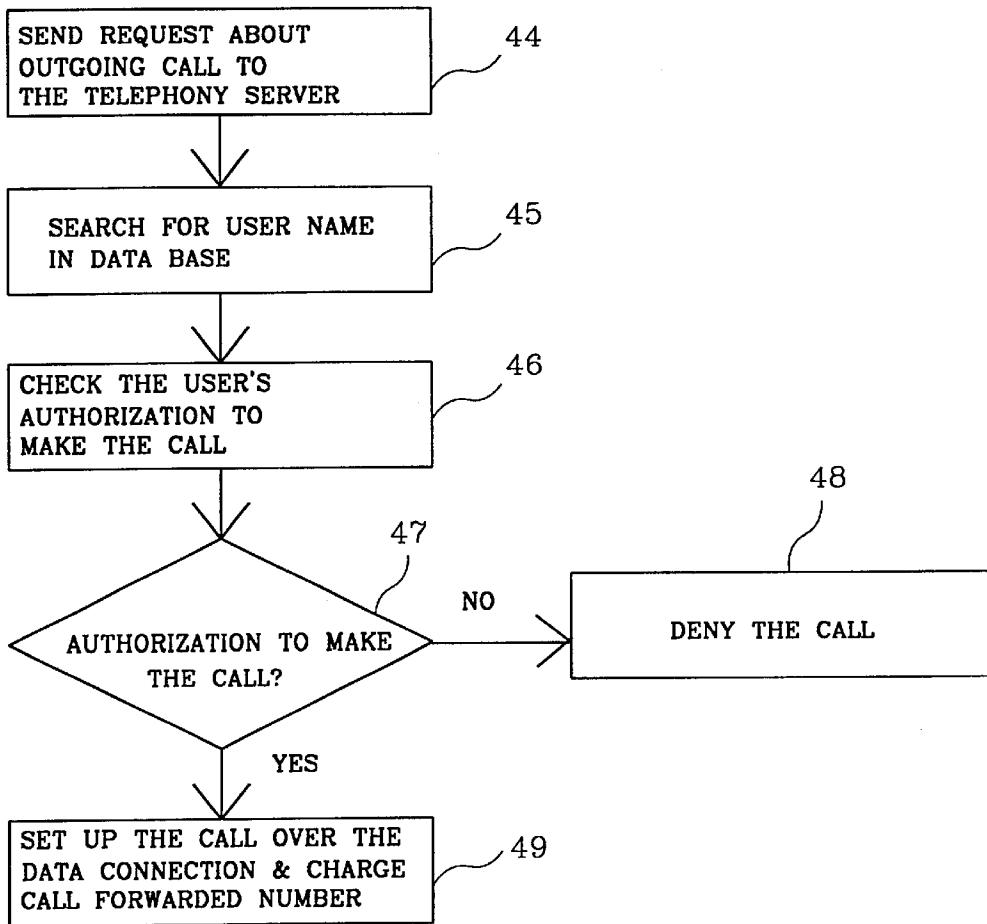 SEND REQUEST ABOUT
OUTGOING CALL TO
THE TELEPHONY SERVER
44
SEARCH FOR USER NAME
IN DATA BASE
45
CHECK THE USER'S
AUTHORIZATION TO
MAKE THE CALL
46
47
AUTHORIZATION TO MAKE
THE CALL?
NO
48
DENY THE CALL
YES
SET UP THE CALL OVER THE
DATA CONNECTION & CHARGE
CALL FORWARDED NUMBER
49